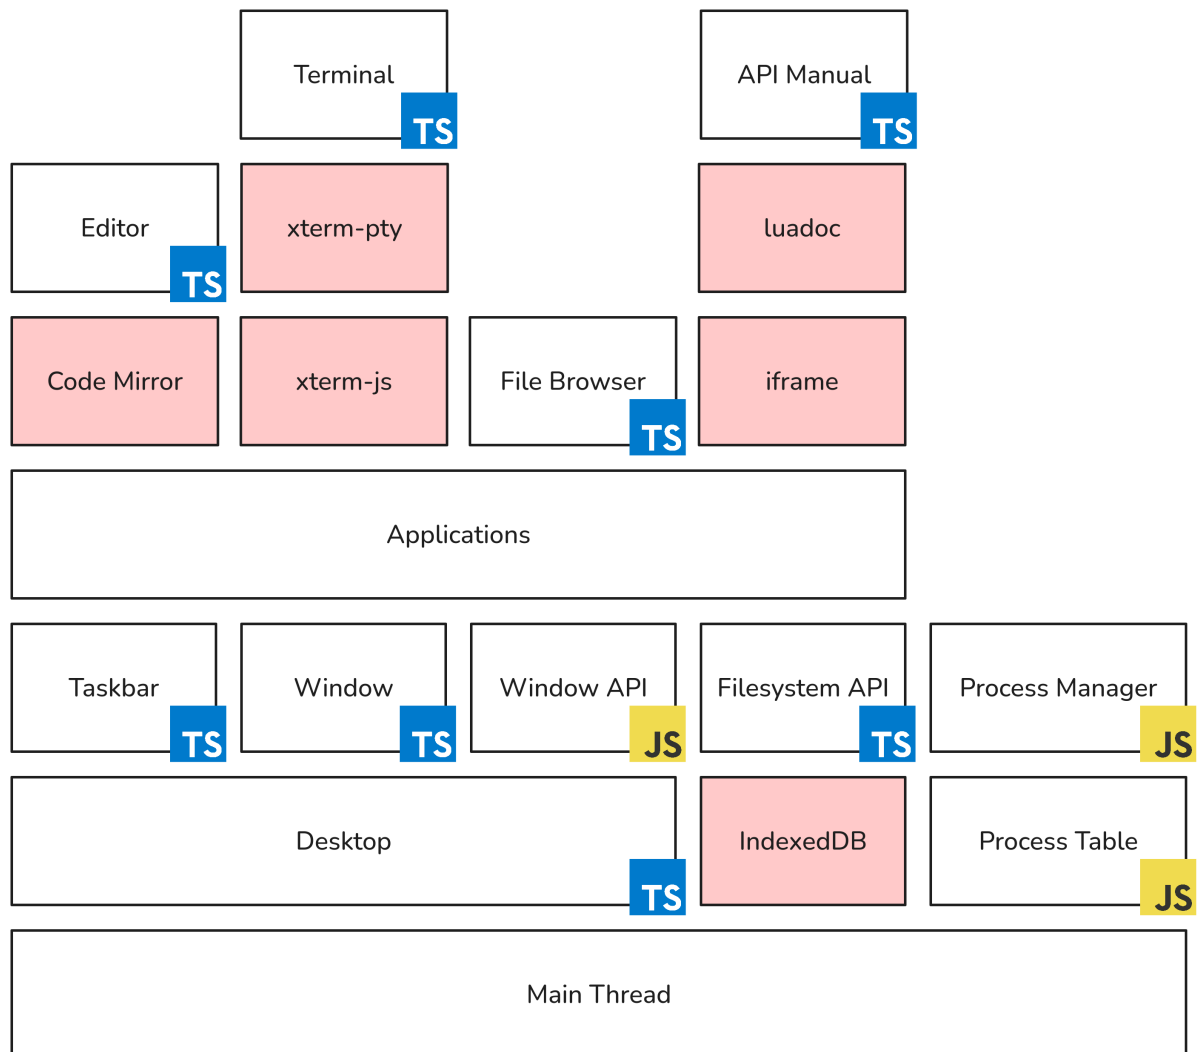 Terminal
TS
API Manual
TS
Editor
TS
xterm-pty
luadoc
Code Mirror
xterm-js
File Browser
TS
iframe
Applications
Taskbar
TS
Window
TS
Window API
JS
Filesystem API
TS
Process Manager
JS
Desktop
TS
IndexedDB
Process Table
JS
Main Thread